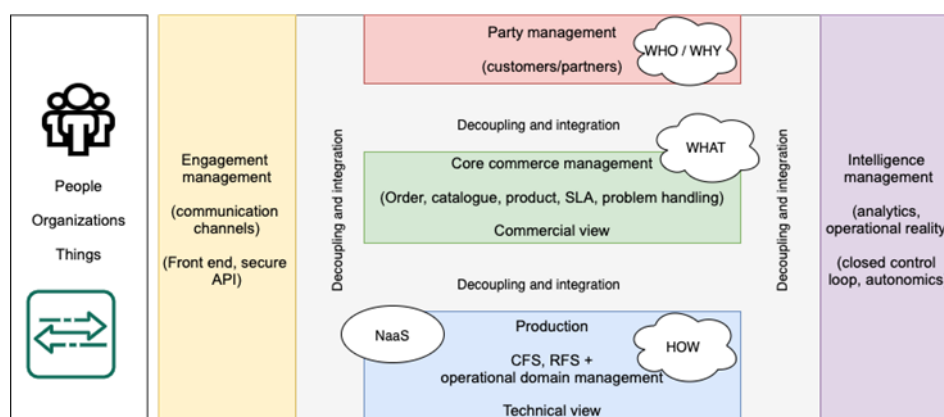 People
Organizations
Things
Engagement
management
(communication
channels)
(Front end, secure
API)
Decoupling and integration
Party management
(customers/partners)
WHO / WHY
Decoupling and integration
WHAT
Core commerce management
(Order, catalogue, product, SLA, problem handling)
Commercial view
Decoupling and integration
NaaS
Production
HOW
CFS, RFS +
operational domain management
Technical view
Decoupling and integration
Intelligence
management
(analytics,
operational reality
(closed control
loop, autonomics